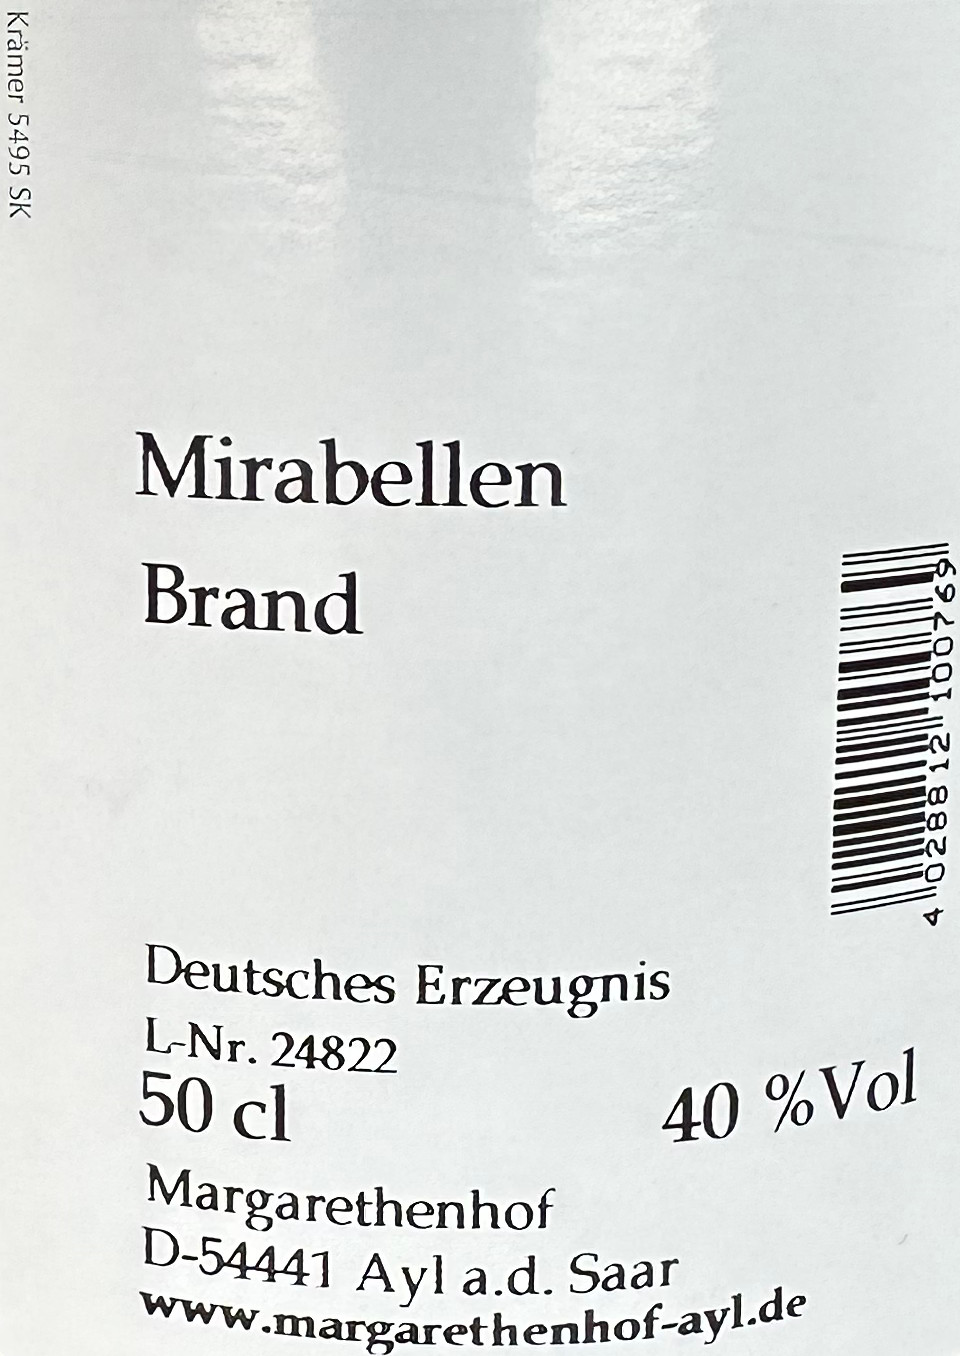 Krämer 5495 SK
Mirabellen
Brand
4 028812 100769
Deutsches Erzeugnis
L-Nr. 24822
50 cl 40 %Vol
Margarethenhof
D-54441 Ayl a.d. Saar
www.margarethenhof-ayl.de